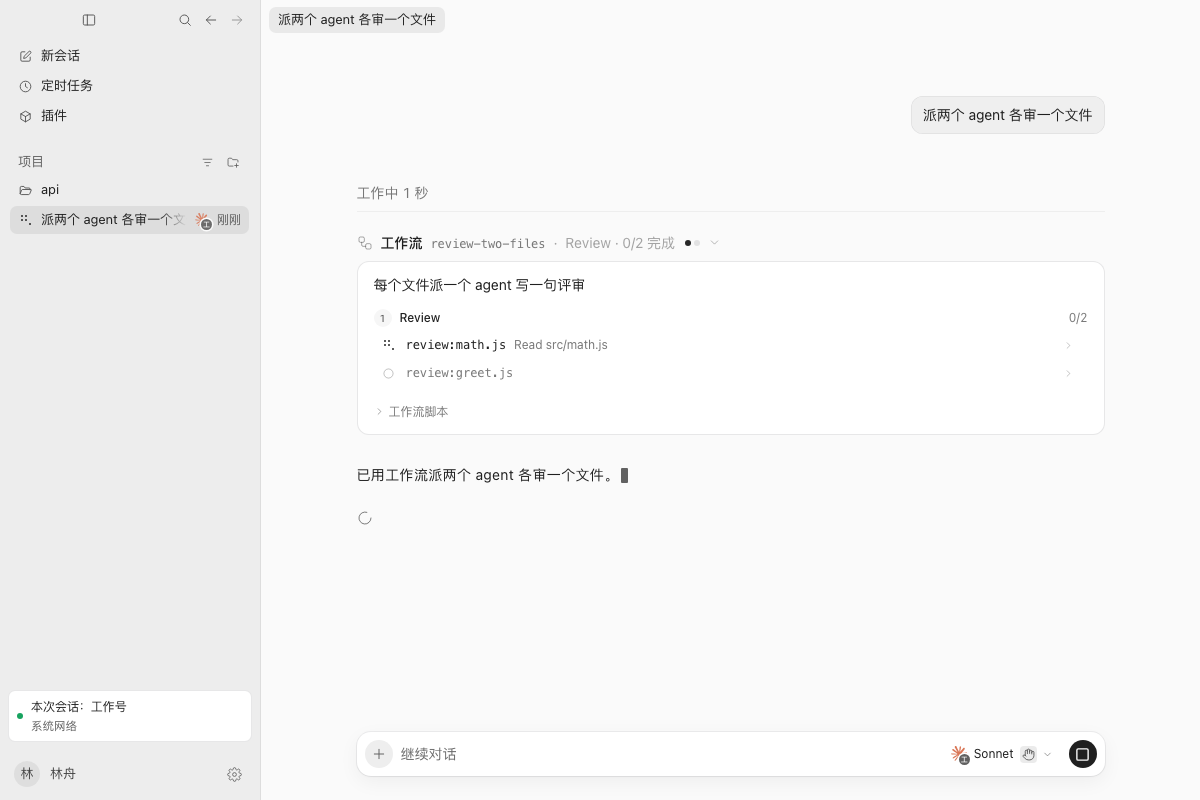 派两个 agent 各审一个文件
新会话
定时任务
插件
项目
api
派两个 agent 各审一个文 工 刚刚
派两个 agent 各审一个文件
工作中 1 秒
工作流 review-two-files · Review · 0/2 完成
每个文件派一个 agent 写一句评审
1 Review 0/2
review:math.js Read src/math.js
review:greet.js
工作流脚本
已用工作流派两个 agent 各审一个文件。
本次会话：工作号
系统网络
林 林舟
继续对话 工 Sonnet